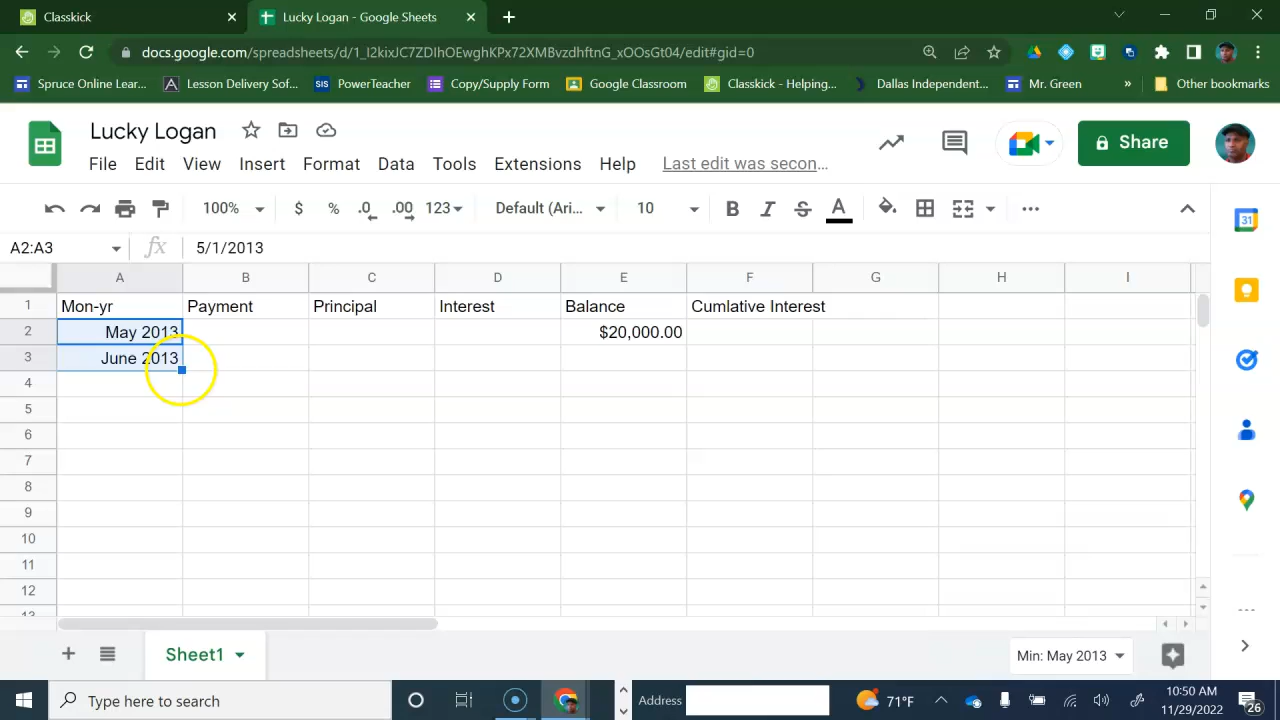 Classkick
Lucky Logan - Google Sheets
docs.google.com/spreadsheets/d/1_I2kixJC7ZDIhOEwghKPx72XMBvzdhftnG_xOOsGt04/edit#gid=0
Spruce Online Lear... Lesson Delivery Sof... SIS PowerTeacher Copy/Supply Form Google Classroom Classkick - Helping... Dallas Independent... Mr. Green » Other bookmarks
Lucky Logan
File Edit View Insert Format Data Tools Extensions Help Last edit was secon...
Share
100% $ % .0 .00 123 Default (Ari... 10 B I S A
31
A2:A3 fx 5/1/2013
A B C D E F G H I
1 Mon-yr Payment Principal Interest Balance Cumlative Interest
2 May 2013 $20,000.00
3 June 2013
4
5
6
7
8
9
10
11
12
13
Sheet1
Min: May 2013
Type here to search
Address
71°F
10:50 AM
11/29/2022
26